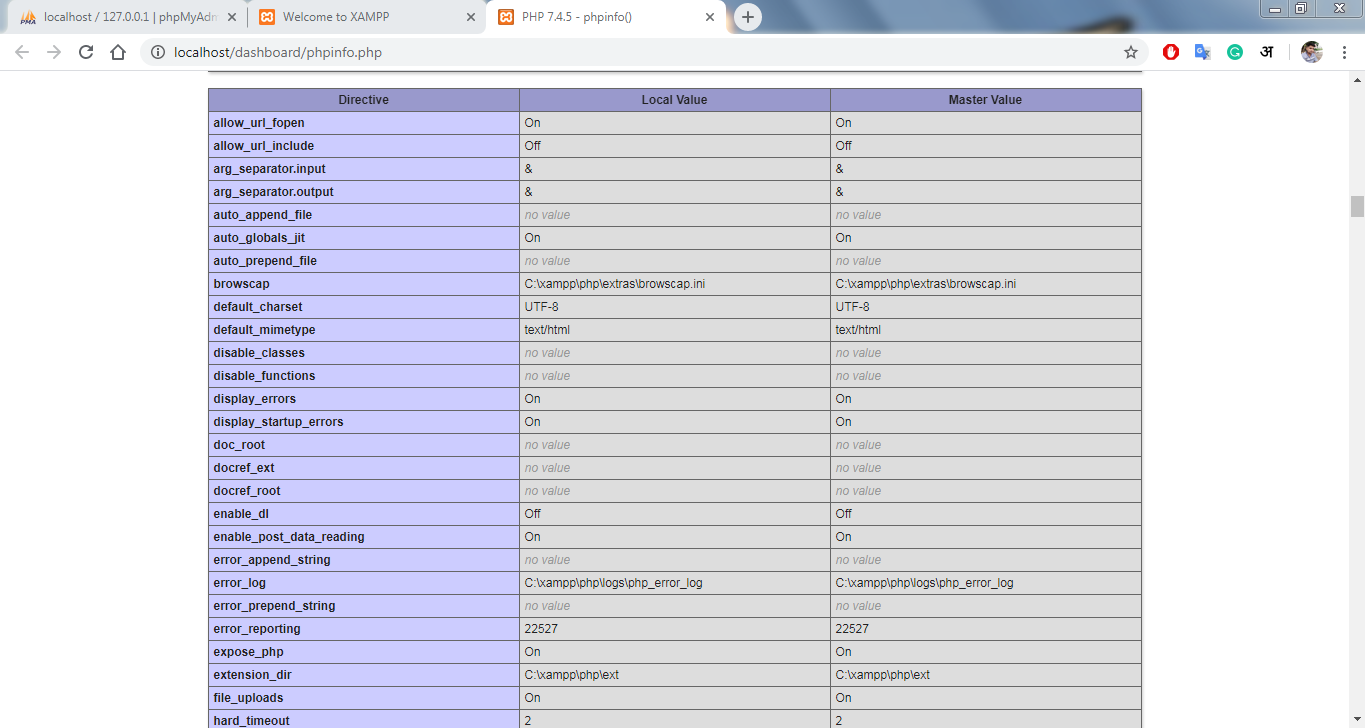 localhost / 127.0.0.1 | phpMyAdm
Welcome to XAMPP
PHP 7.4.5 - phpinfo()
localhost/dashboard/phpinfo.php
अ
Directive Local Value Master Value
allow_url_fopen On On
allow_url_include Off Off
arg_separator.input & &
arg_separator.output & &
auto_append_file no value no value
auto_globals_jit On On
auto_prepend_file no value no value
browscap C:\xampp\php\extras\browscap.ini C:\xampp\php\extras\browscap.ini
default_charset UTF-8 UTF-8
default_mimetype text/html text/html
disable_classes no value no value
disable_functions no value no value
display_errors On On
display_startup_errors On On
doc_root no value no value
docref_ext no value no value
docref_root no value no value
enable_dl Off Off
enable_post_data_reading On On
error_append_string no value no value
error_log C:\xampp\php\logs\php_error_log C:\xampp\php\logs\php_error_log
error_prepend_string no value no value
error_reporting 22527 22527
expose_php On On
extension_dir C:\xampp\php\ext C:\xampp\php\ext
file_uploads On On
hard_timeout 2 2